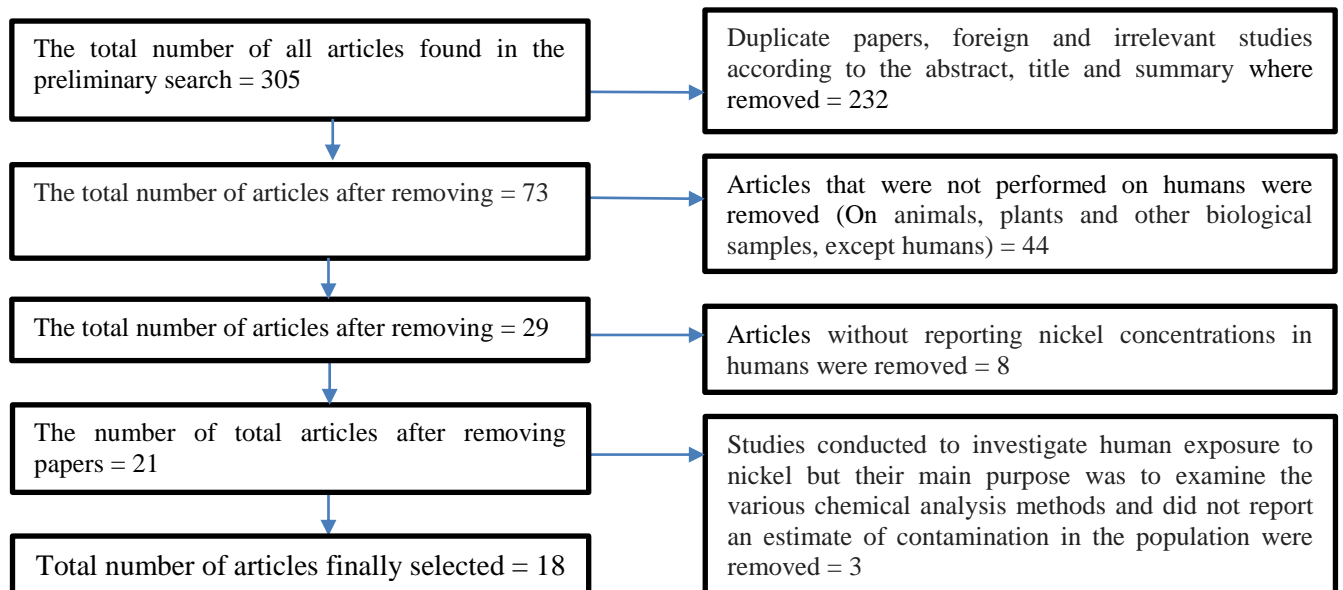 The total number of all articles found in the
preliminary search = 305
Duplicate papers, foreign and irrelevant studies
according to the abstract, title and summary where
removed = 232
The total number of articles after removing = 73
Articles that were not performed on humans were
removed (On animals, plants and other biological
samples, except humans) = 44
The total number of articles after removing = 29
Articles without reporting nickel concentrations in
humans were removed = 8
The number of total articles after removing
papers = 21
Studies conducted to investigate human exposure to
nickel but their main purpose was to examine the
various chemical analysis methods and did not report
an estimate of contamination in the population were
removed = 3
Total number of articles finally selected = 18